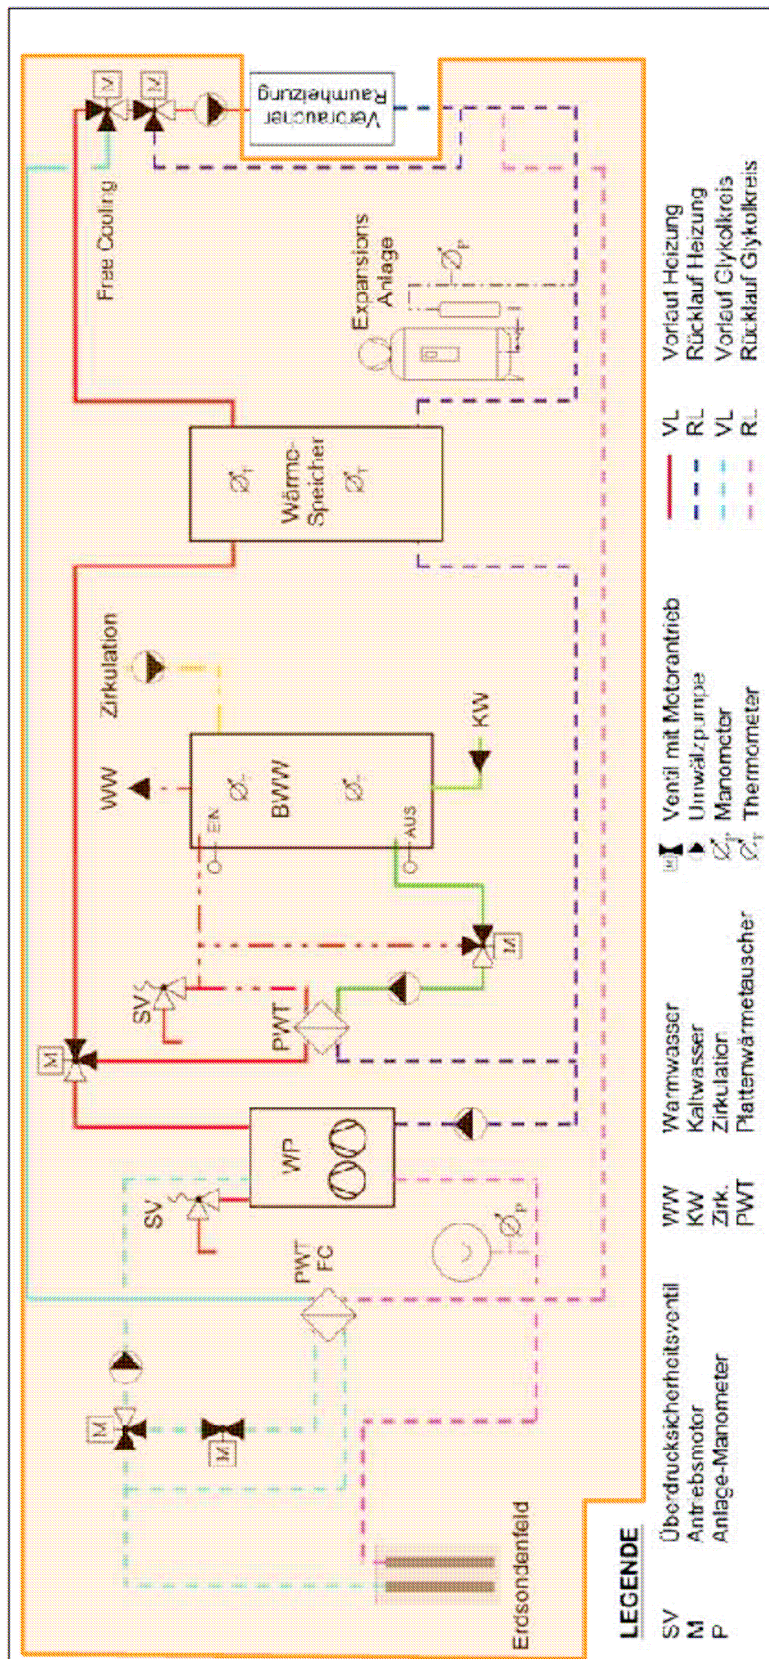 M
M
Free Cooling
Verbraucher
Raumheizung
Expansions
Anlage
P
Wärme-
Speicher
T
T
Zirkulation
WW
BWW
EIN
AUS
KW
M
SV
PWT
M
WP
SV
PWT
FC
P
M
M
Erdsondenfeld
LEGENDE
SV Überdrucksicherheitsventil
M Antriebsmotor
P Anlage-Manometer
WW Warmwasser
KW Kaltwasser
Zirk. Zirkulation
PWT Plattenwärmetauscher
M Ventil mit Motorantrieb
Umwälzpumpe
P Manometer
T Thermometer
VL Vorlauf Heizung
RL Rücklauf Heizung
VL Vorlauf Glykolkreis
RL Rücklauf Glykolkreis